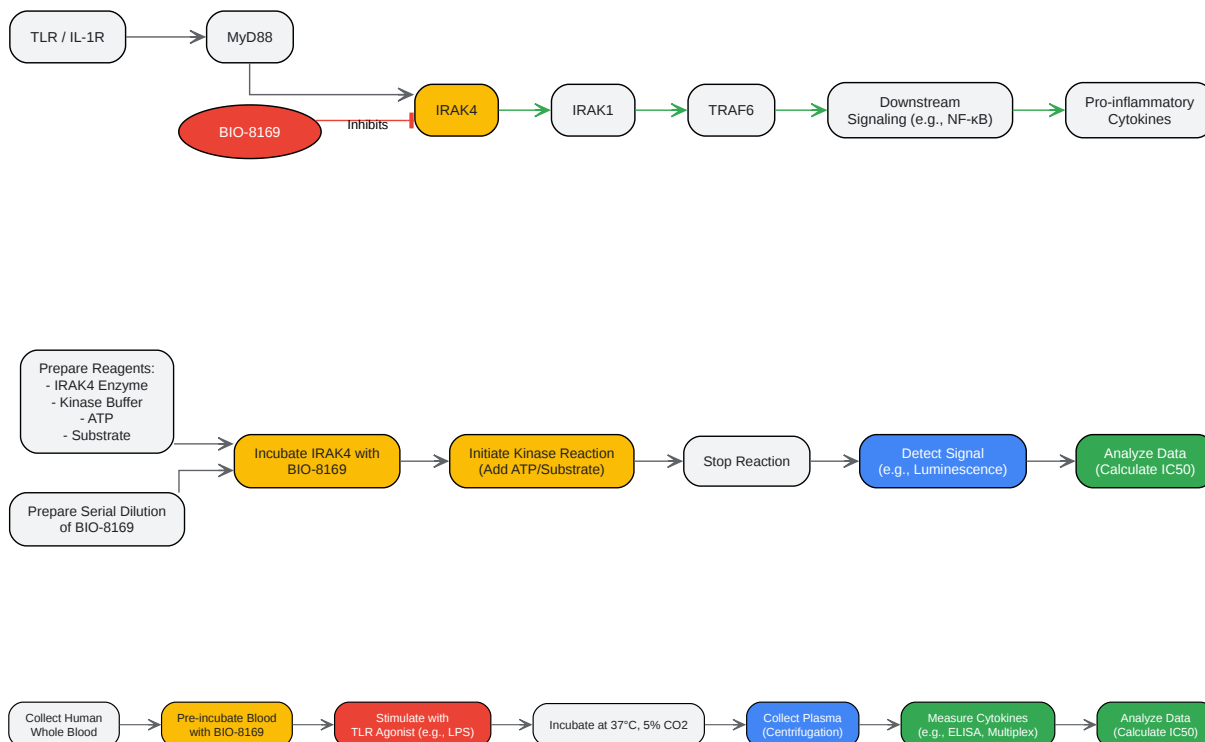 TLR / IL-1R
MyD88
BIO-8169
Inhibits
IRAK4
IRAK1
TRAF6
Downstream
Signaling (e.g., NF-κB)
Pro-inflammatory
Cytokines
Prepare Reagents:
- IRAK4 Enzyme
- Kinase Buffer
- ATP
- Substrate
Prepare Serial Dilution
of BIO-8169
Incubate IRAK4 with
BIO-8169
Initiate Kinase Reaction
(Add ATP/Substrate)
Stop Reaction
Detect Signal
(e.g., Luminescence)
Analyze Data
(Calculate IC50)
Collect Human
Whole Blood
Pre-incubate Blood
with BIO-8169
Stimulate with
TLR Agonist (e.g., LPS)
Incubate at 37°C, 5% CO2
Collect Plasma
(Centrifugation)
Measure Cytokines
(e.g., ELISA, Multiplex)
Analyze Data
(Calculate IC50)